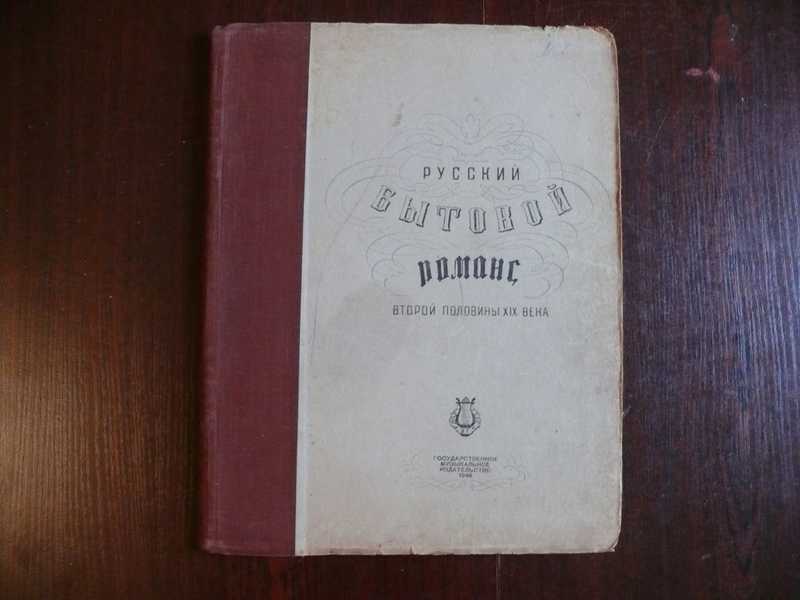 РУССКИЙ
БЫТОВОЙ
РОМАНС
ВТОРОЙ ПОЛОВИНЫ XIX ВЕКА
ГОСУДАРСТВЕННОЕ
МУЗЫКАЛЬНОЕ
ИЗДАТЕЛЬСТВО